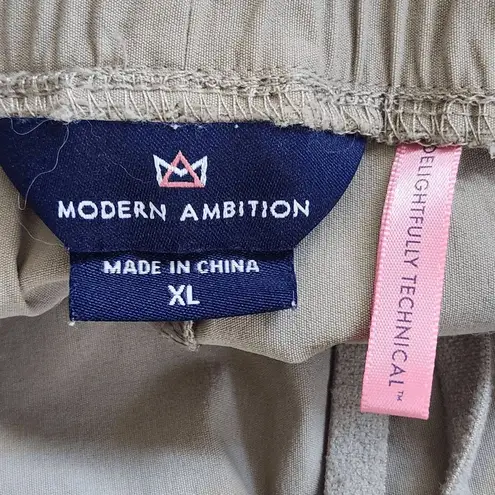 MODERN AMBITION
MADE IN CHINA
XL
DELIGHTFULLY TECHNICAL™